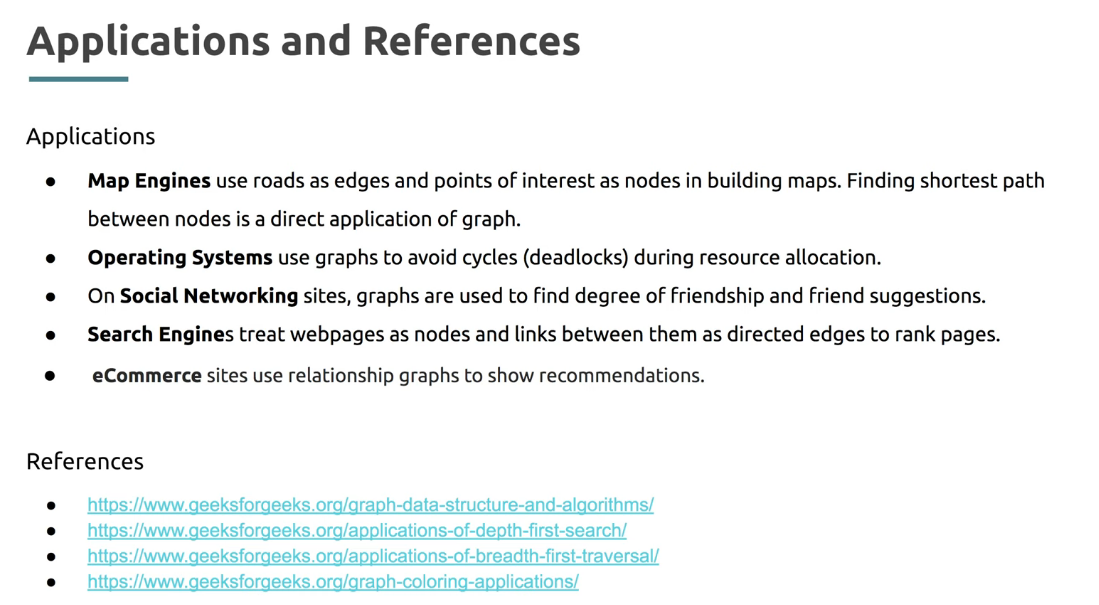 Applications and References
Applications
● Map Engines use roads as edges and points of interest as nodes in building maps. Finding shortest path
between nodes is a direct application of graph.
● Operating Systems use graphs to avoid cycles (deadlocks) during resource allocation.
● On Social Networking sites, graphs are used to find degree of friendship and friend suggestions.
● Search Engines treat webpages as nodes and links between them as directed edges to rank pages.
● eCommerce sites use relationship graphs to show recommendations.
References
● https://www.geeksforgeeks.org/graph-data-structure-and-algorithms/
● https://www.geeksforgeeks.org/applications-of-depth-first-search/
● https://www.geeksforgeeks.org/applications-of-breadth-first-traversal/
● https://www.geeksforgeeks.org/graph-coloring-applications/